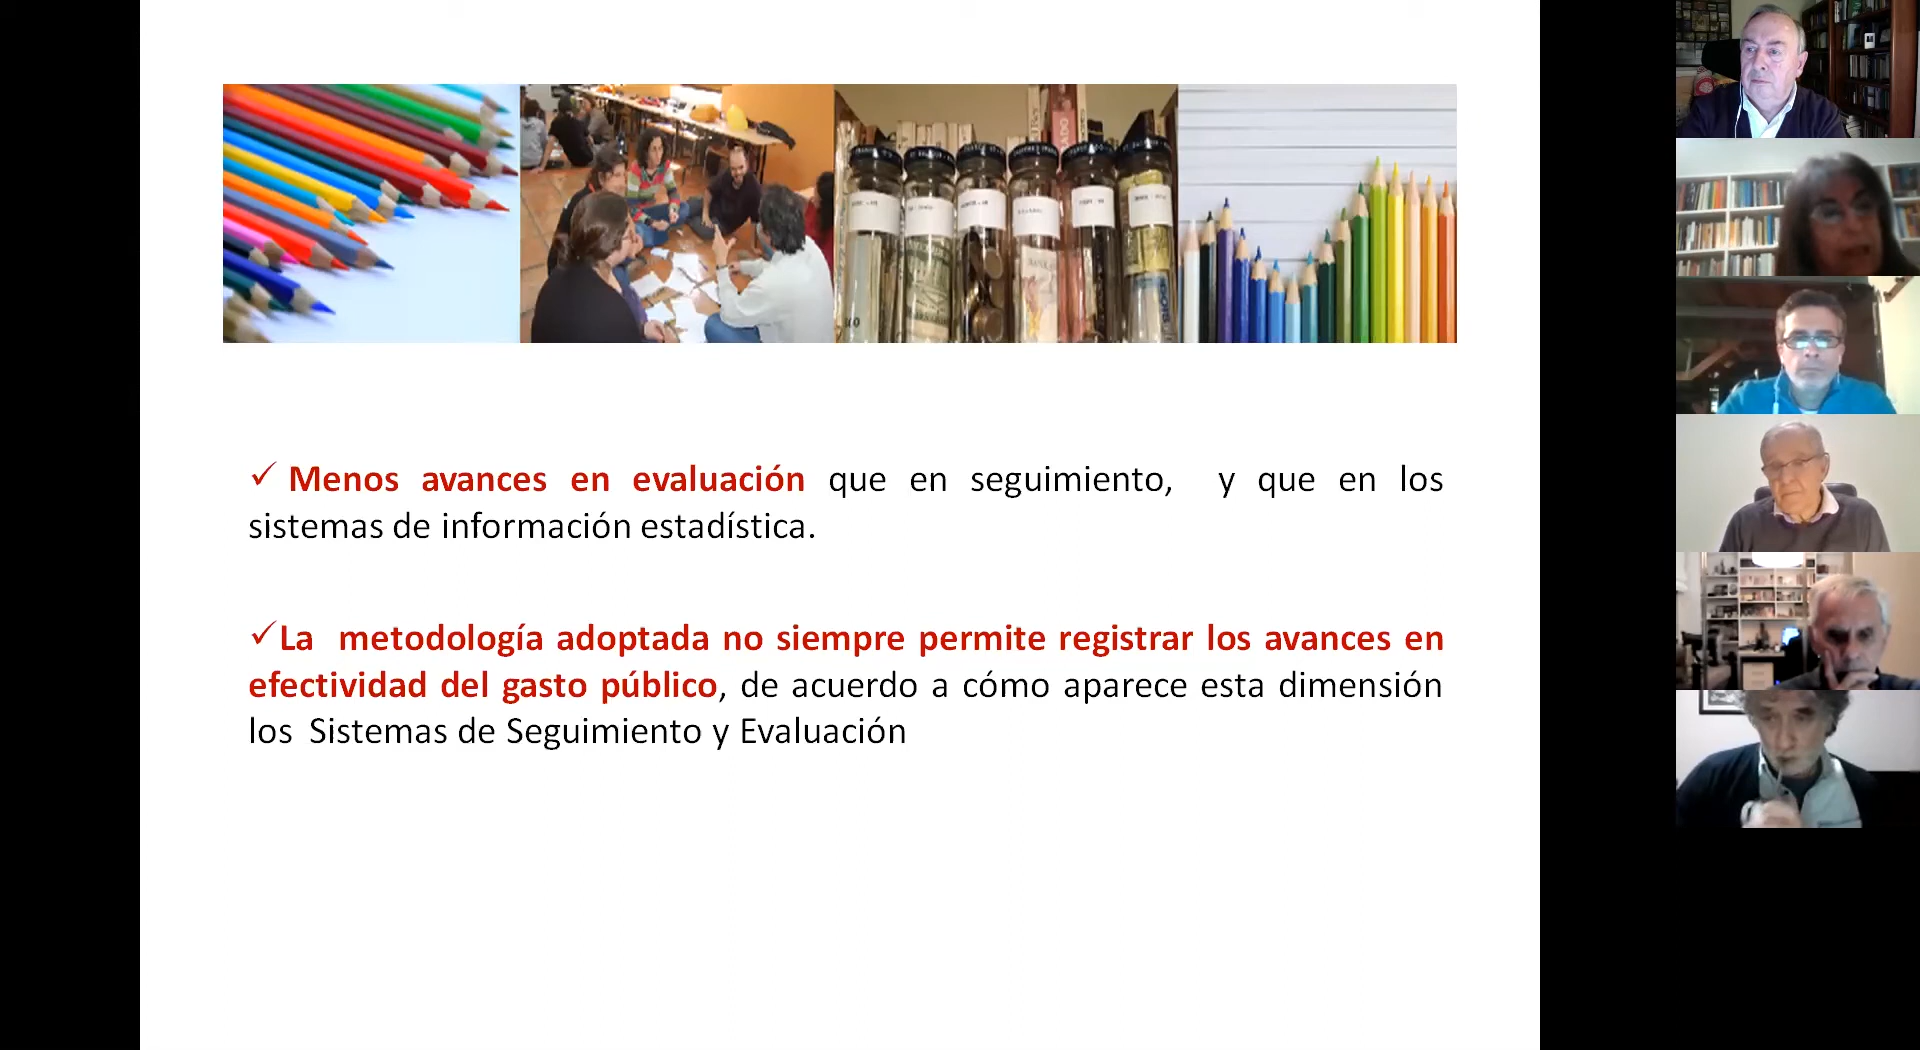 ✓ Menos avances en evaluación que en seguimiento, y que en los
sistemas de información estadística.
✓La metodología adoptada no siempre permite registrar los avances en
efectividad del gasto público, de acuerdo a cómo aparece esta dimensión
los Sistemas de Seguimiento y Evaluación